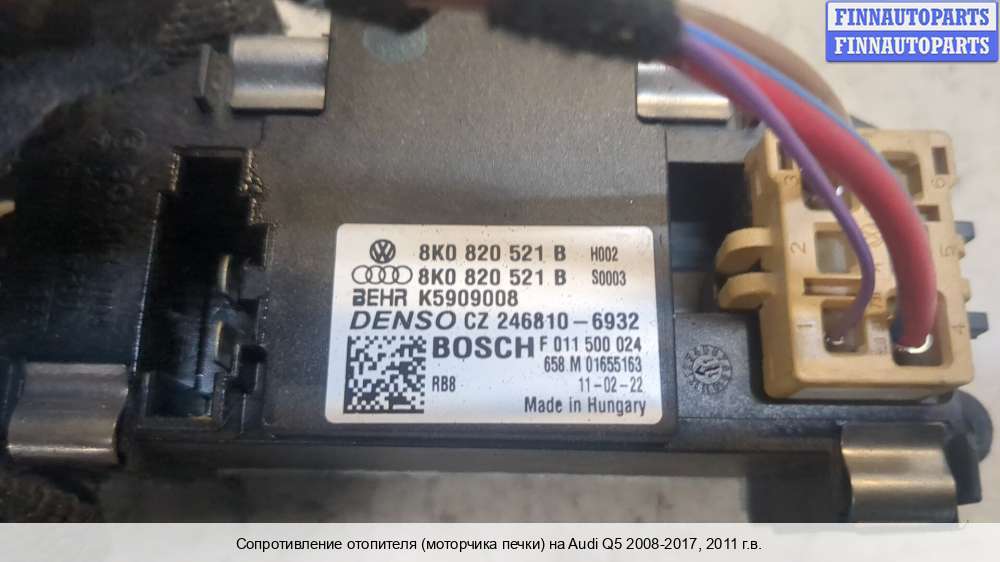 FINNAUTOPARTS
FINNAUTOPARTS
8K0 820 521 B H002
8K0 820 521 B S0003
BEHR K5909008
DENSO CZ 246810-6932
BOSCH F 011 500 024
658 M 01655163
RB8 11-02-22
Made in Hungary
3 6
2 5
1 4
Сопротивление отопителя (моторчика печки) на Audi Q5 2008-2017, 2011 г.в.